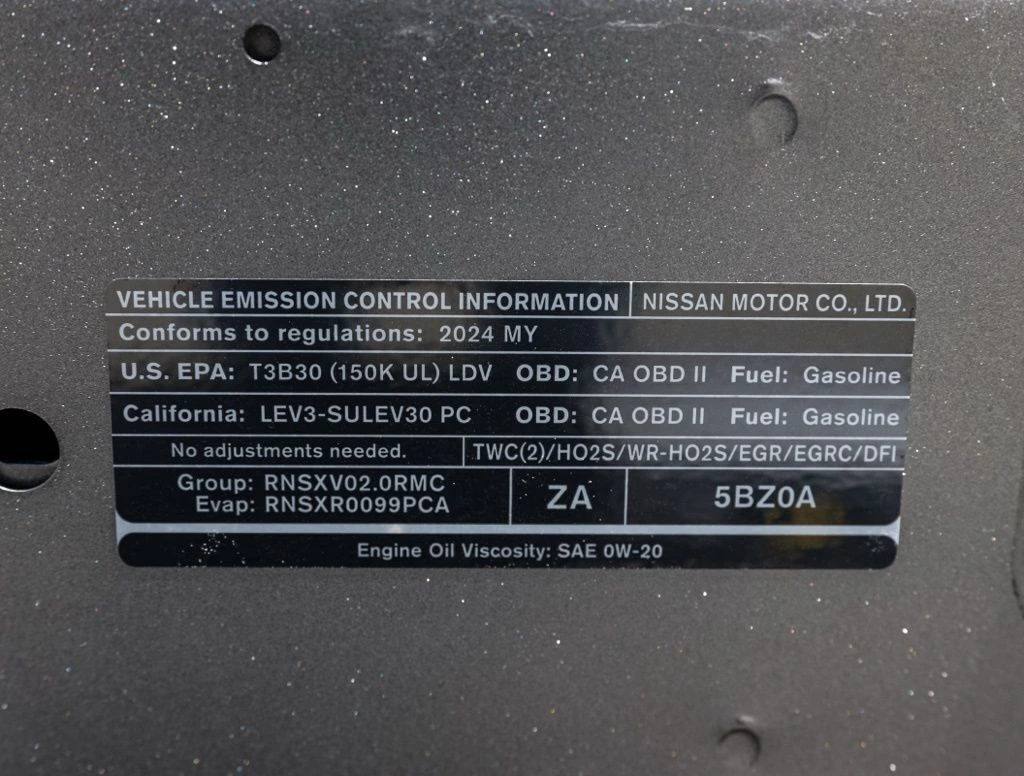 VEHICLE EMISSION CONTROL INFORMATION NISSAN MOTOR CO., LTD.
Conforms to regulations: 2024 MY
U.S. EPA: T3B30 (150K UL) LDV OBD: CA OBD II Fuel: Gasoline
California: LEV3-SULEV30 PC OBD: CA OBD II Fuel: Gasoline
No adjustments needed. TWC(2)/HO2S/WR-HO2S/EGR/EGRC/DFI
Group: RNSXV02.0RMC
Evap: RNSXR0099PCA
ZA
5BZ0A
Engine Oil Viscosity: SAE 0W-20